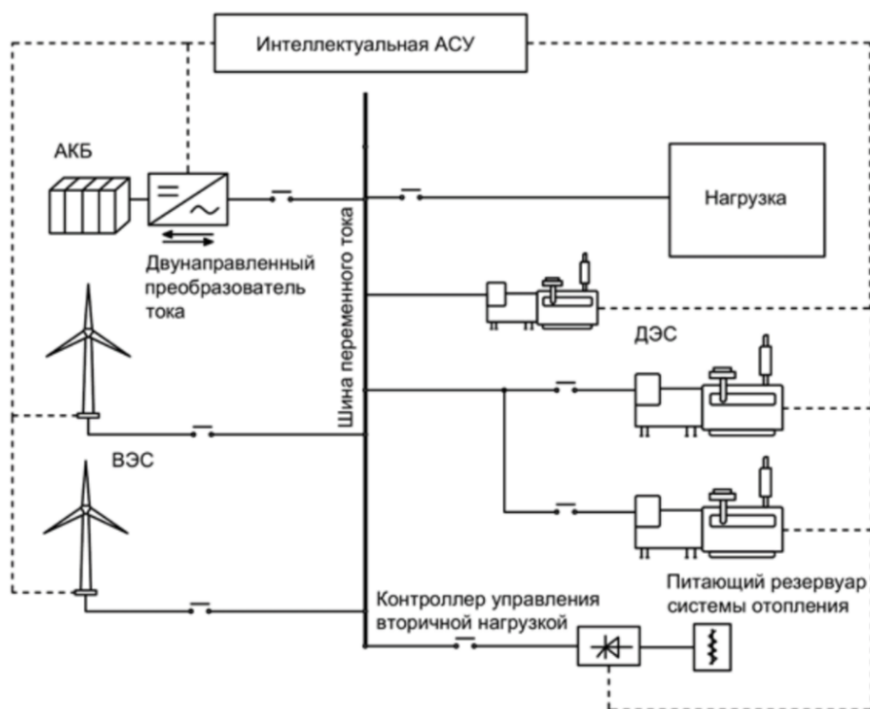 Интеллектуальная АСУ
АКБ
Двунаправленный
преобразователь
тока
Шина переменного тока
Нагрузка
ДЭС
ВЭС
Контроллер управления
вторичной нагрузкой
Питающий резервуар
системы отопления